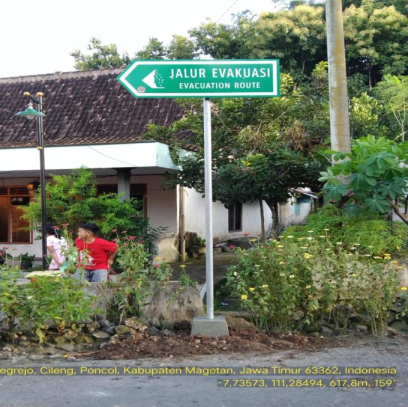 JALUR EVAKUASI
EVACUATION ROUTE
egrejo, Cileng, Poncol, Kabupaten Magetan, Jawa Timur 63362, Indonesia
-7,73573, 111,28494, 617,8m, 159°